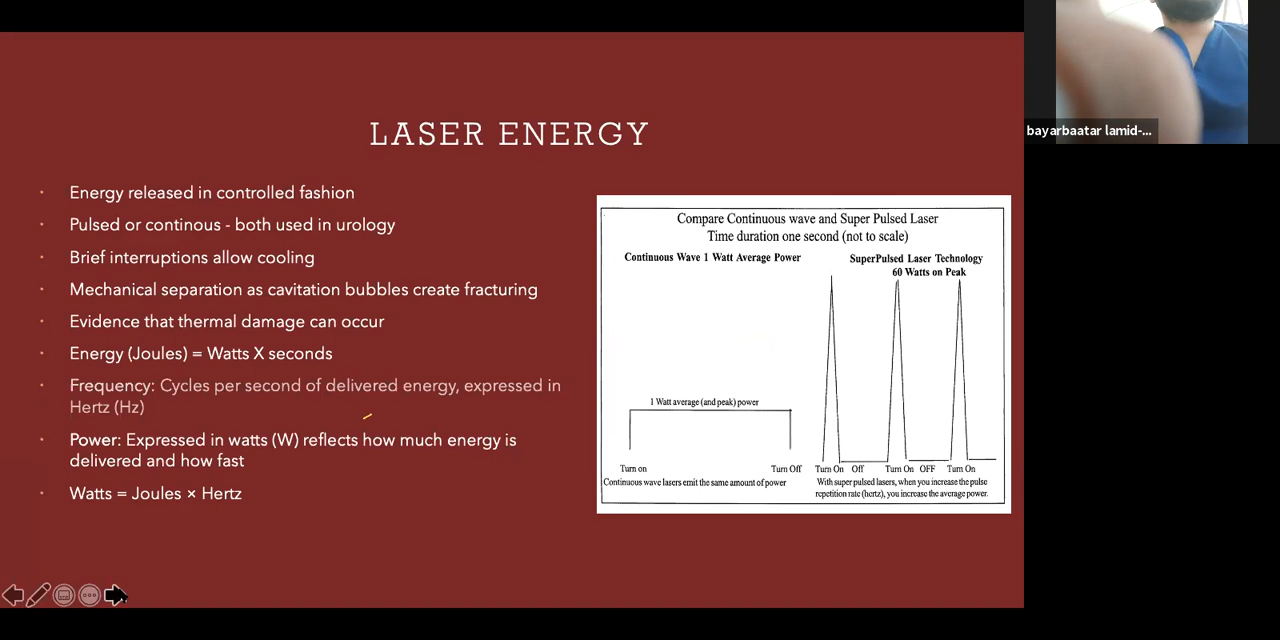 LASER ENERGY
Energy released in controlled fashion
Pulsed or continous - both used in urology
Brief interruptions allow cooling
Mechanical separation as cavitation bubbles create fracturing
Evidence that thermal damage can occur
Energy (Joules) = Watts X seconds
Frequency: Cycles per second of delivered energy, expressed in
Hertz (Hz)
Power: Expressed in watts (W) reflects how much energy is
delivered and how fast
Watts = Joules × Hertz
Compare Continuous wave and Super Pulsed Laser
Time duration one second (not to scale)
Continuous Wave 1 Watt Average Power
SuperPulsed Laser Technology
60 Watts on Peak
1 Watt average (and peak) power
Turn on
Turn Off
Turn On Off Turn On OFF Turn On
Continuous wave lasers emit the same amount of power
With super pulsed lasers, when you increase the pulse
repetition rate (hertz), you increase the average power.
bayarbaatar lamid-...